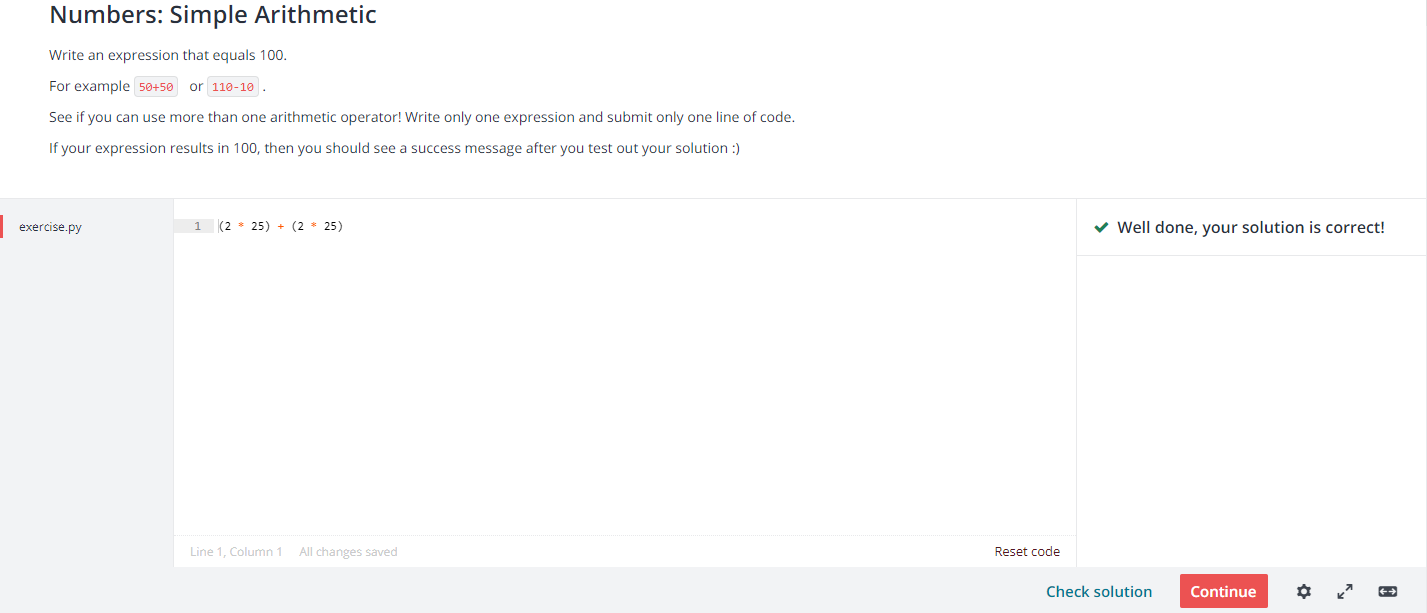 Numbers: Simple Arithmetic
Write an expression that equals 100.
For example 50+50 or 110-10 .
See if you can use more than one arithmetic operator! Write only one expression and submit only one line of code.
If your expression results in 100, then you should see a success message after you test out your solution :)
exercise.py
1 (2 * 25) + (2 * 25)
Well done, your solution is correct!
Line 1, Column 1 All changes saved
Reset code
Check solution
Continue